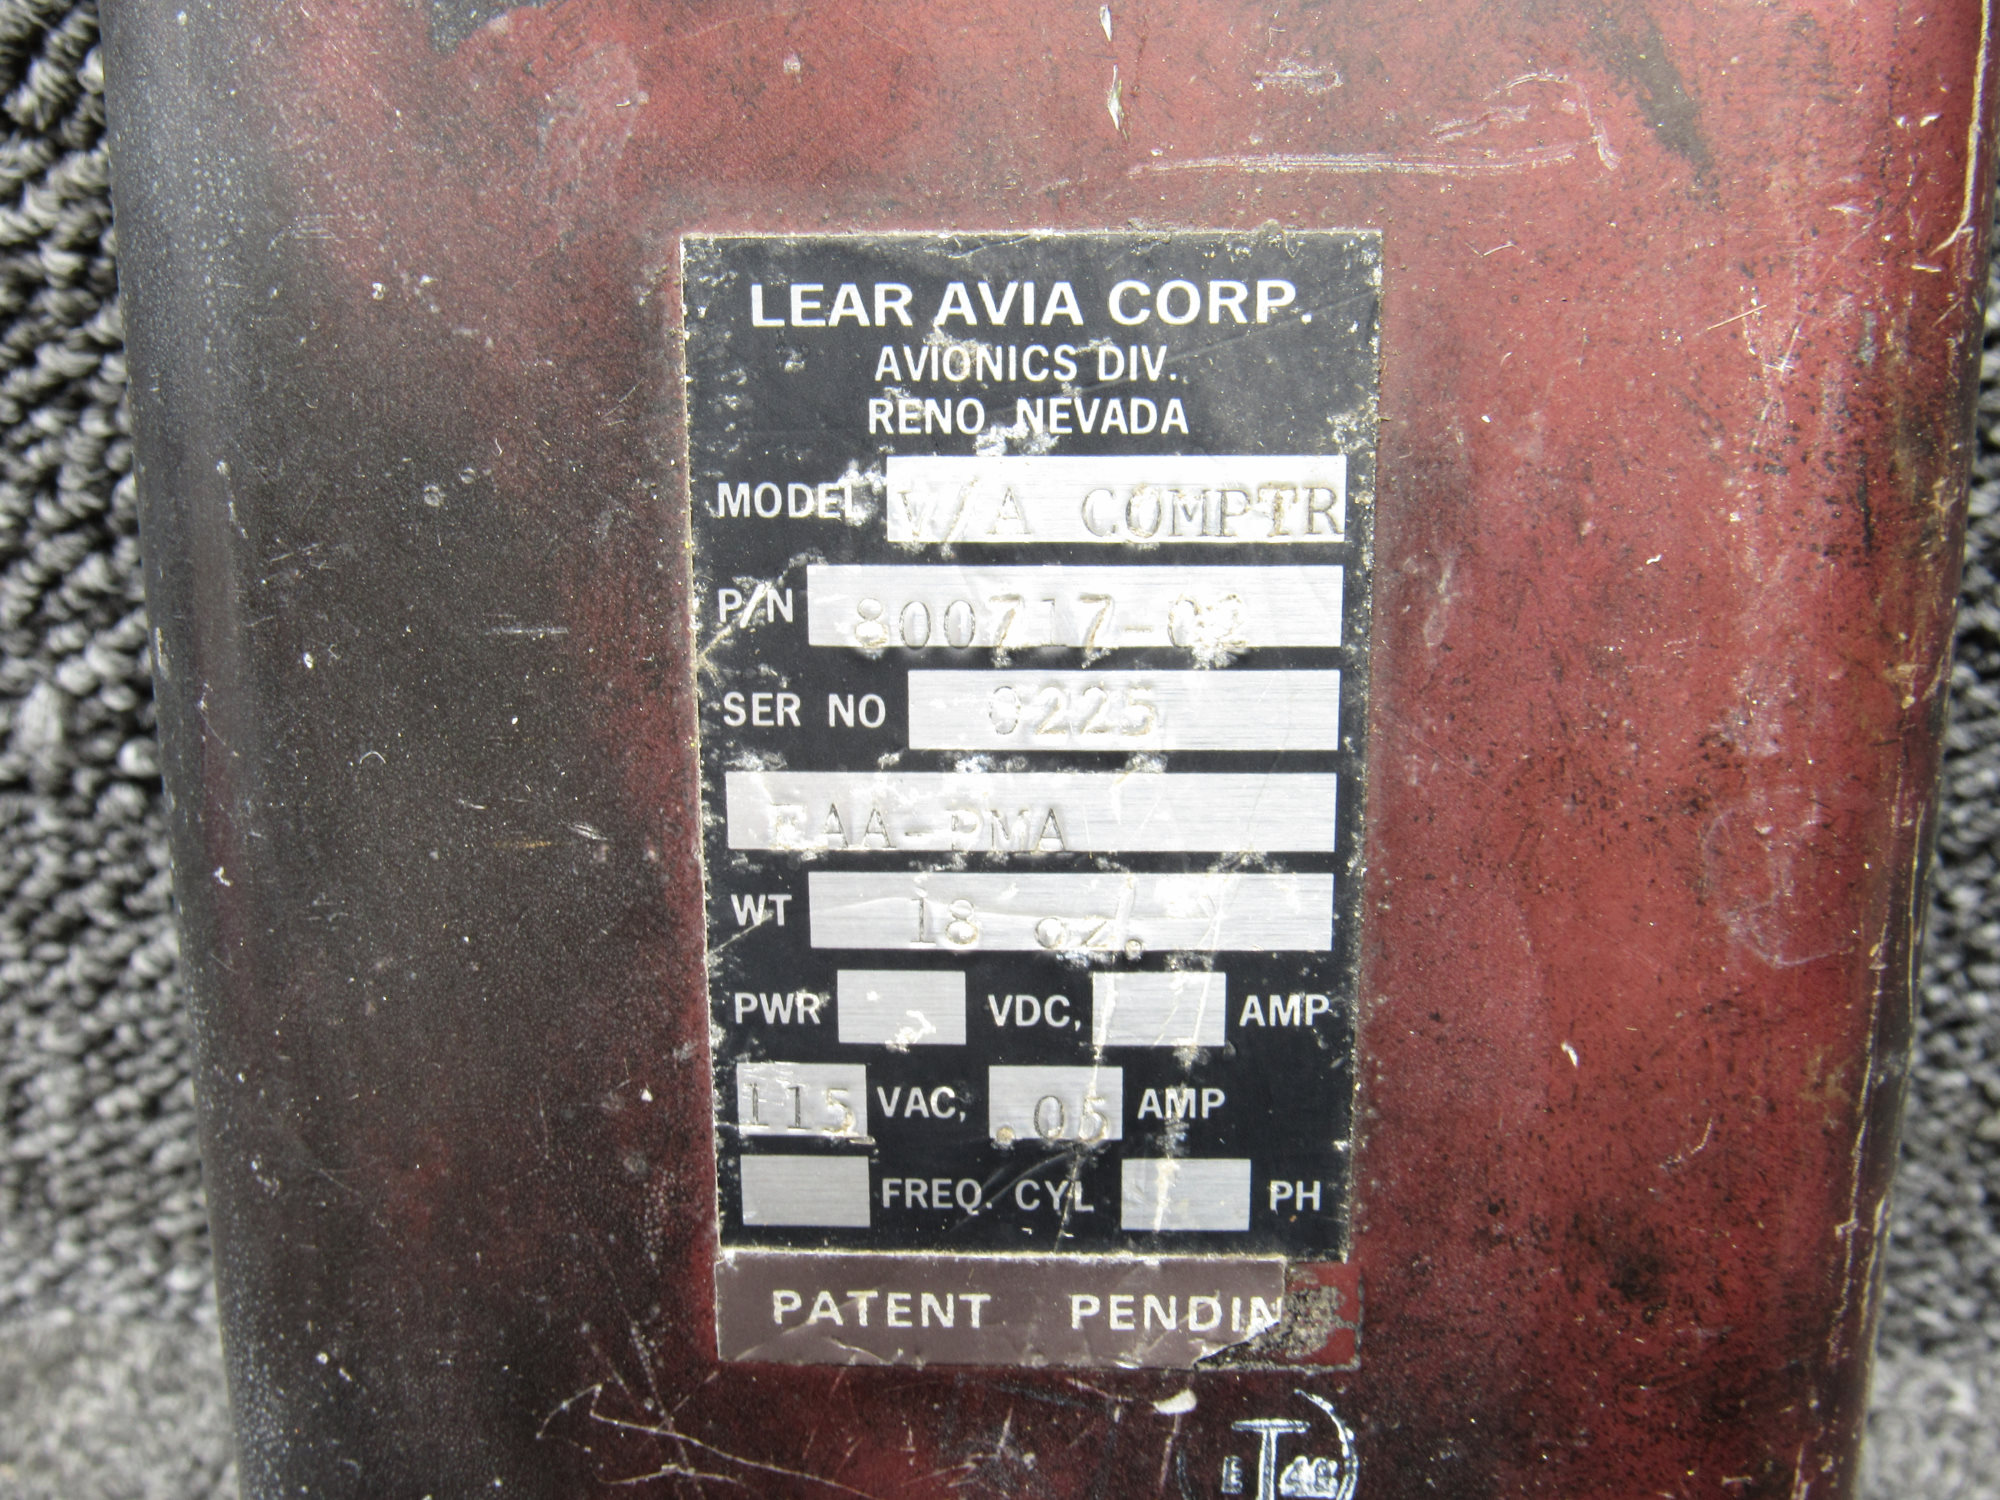 LEAR AVIA CORP.
AVIONICS DIV.
RENO, NEVADA
MODEL V/A COMPTR
P/N 800717-02
SER NO 0225
FAA-PMA
WT 18 oz.
PWR VDC, AMP
115 VAC, .05 AMP
FREQ. CYL PH
PATENT PENDIN
E T